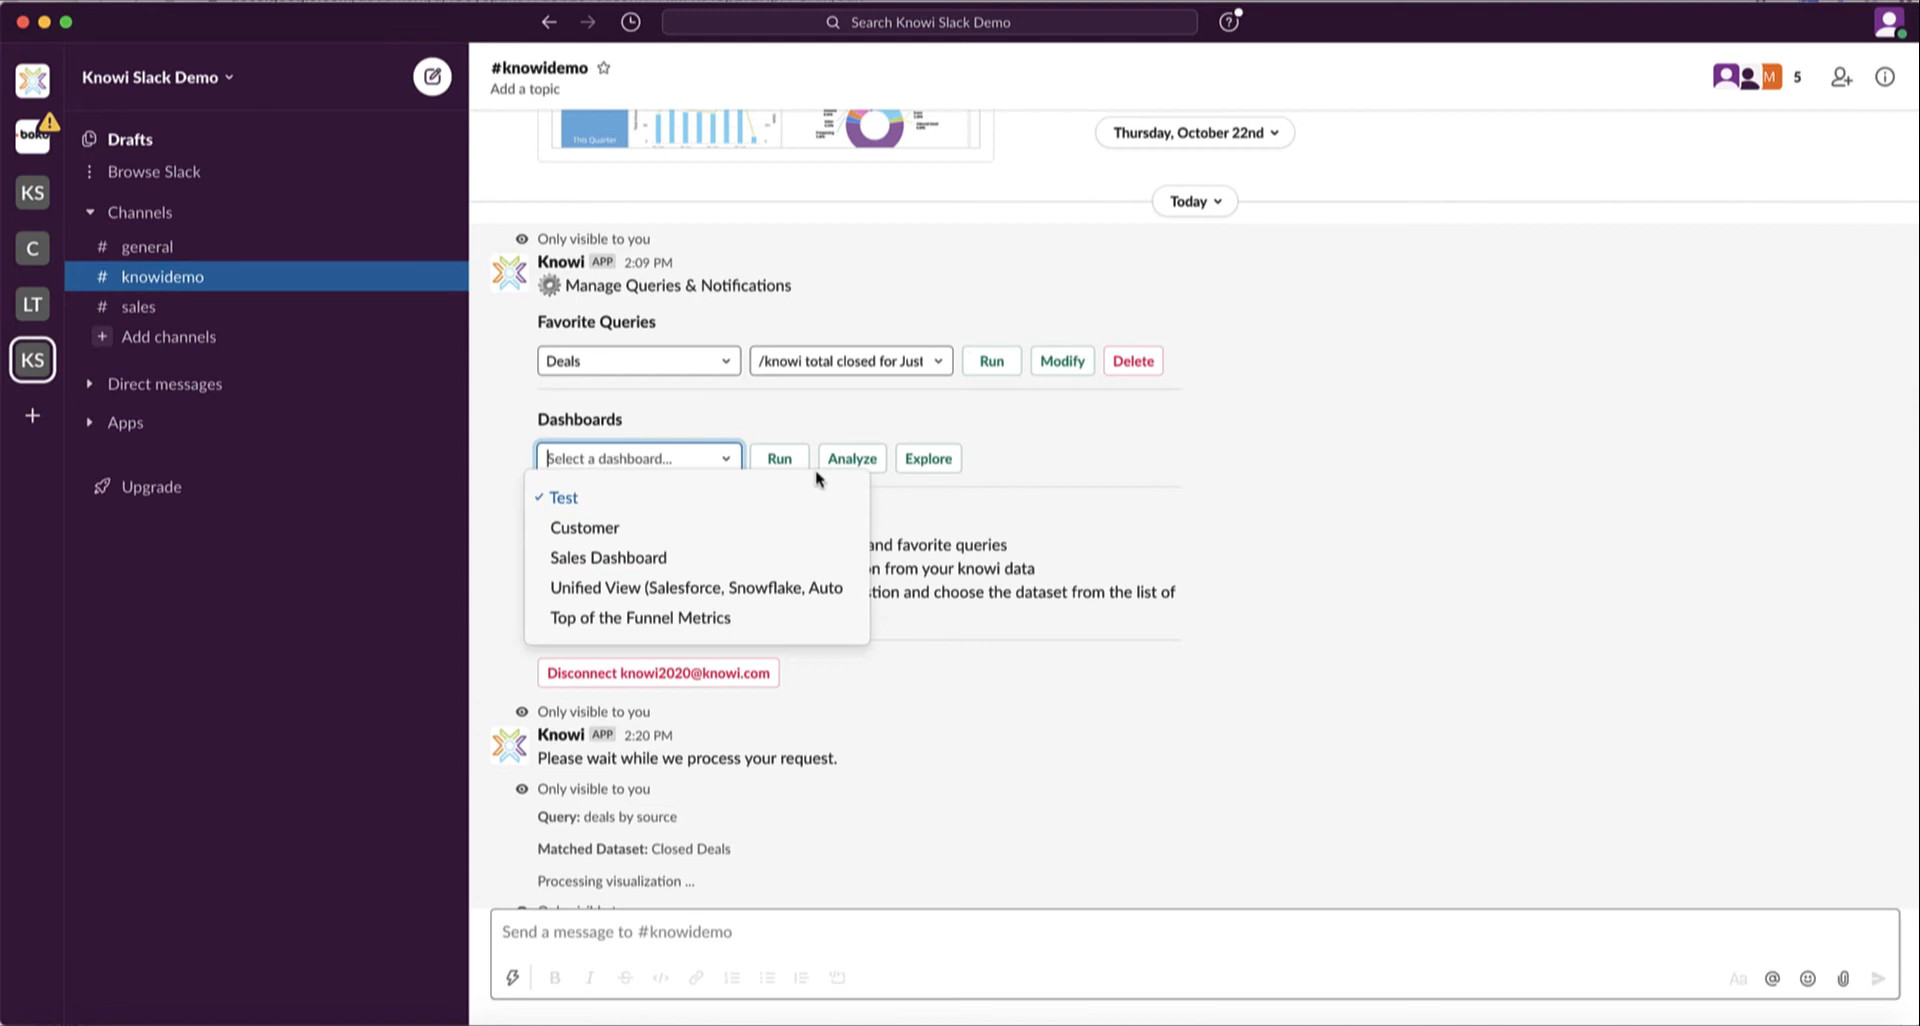 Search Knowi Slack Demo
Knowi Slack Demo
boku
KS
C
LT
KS
Drafts
Browse Slack
Channels
# general
# knowidemo
# sales
+ Add channels
Direct messages
Apps
Upgrade
#knowidemo
Add a topic
M
5
This Quarter
Thursday, October 22nd
Today
Only visible to you
Knowi APP 2:09 PM
Manage Queries & Notifications
Favorite Queries
Deals
/knowi total closed for Just
Run
Modify
Delete
Dashboards
Select a dashboard...
Run
Analyze
Explore
Test
Customer
Sales Dashboard
Unified View (Salesforce, Snowflake, Auto
Top of the Funnel Metrics
and favorite queries
n from your knowi data
tion and choose the dataset from the list of
Disconnect knowi2020@knowi.com
Only visible to you
Knowi APP 2:20 PM
Please wait while we process your request.
Only visible to you
Query: deals by source
Matched Dataset: Closed Deals
Processing visualization ...
Send a message to #knowidemo
B I S </>
Aa @